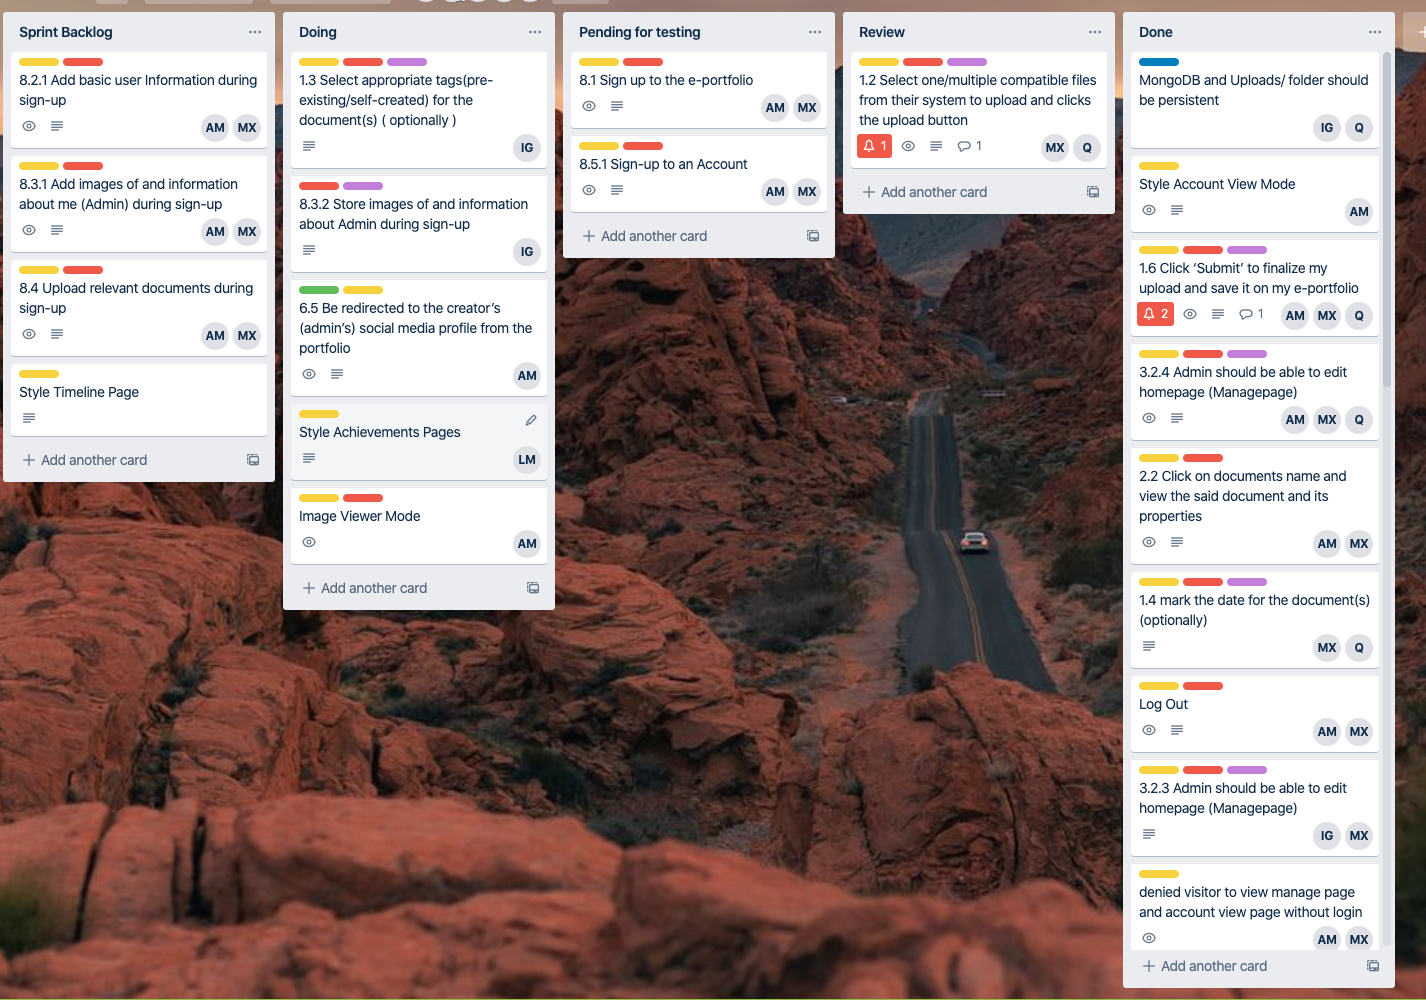 Sprint Backlog
8.2.1 Add basic user Information during
sign-up
AM MX
8.3.1 Add images of and information
about me (Admin) during sign-up
AM MX
8.4 Upload relevant documents during
sign-up
AM MX
Style Timeline Page
+ Add another card
Doing
1.3 Select appropriate tags(pre-
existing/self-created) for the
document(s) ( optionally )
IG
8.3.2 Store images of and information
about Admin during sign-up
IG
6.5 Be redirected to the creator’s
(admin’s) social media profile from the
portfolio
AM
Style Achievements Pages
LM
Image Viewer Mode
AM
+ Add another card
Pending for testing
8.1 Sign up to the e-portfolio
AM MX
8.5.1 Sign-up to an Account
AM MX
+ Add another card
Review
1.2 Select one/multiple compatible files
from their system to upload and clicks
the upload button
1 1 MX Q
+ Add another card
Done
MongoDB and Uploads/ folder should
be persistent
IG Q
Style Account View Mode
AM
1.6 Click ‘Submit’ to finalize my
upload and save it on my e-portfolio
2 1 AM MX Q
3.2.4 Admin should be able to edit
homepage (Managepage)
AM MX Q
2.2 Click on documents name and
view the said document and its
properties
AM MX
1.4 mark the date for the document(s)
(optionally)
MX Q
Log Out
AM MX
3.2.3 Admin should be able to edit
homepage (Managepage)
IG MX
denied visitor to view manage page
and account view page without login
AM MX
+ Add another card